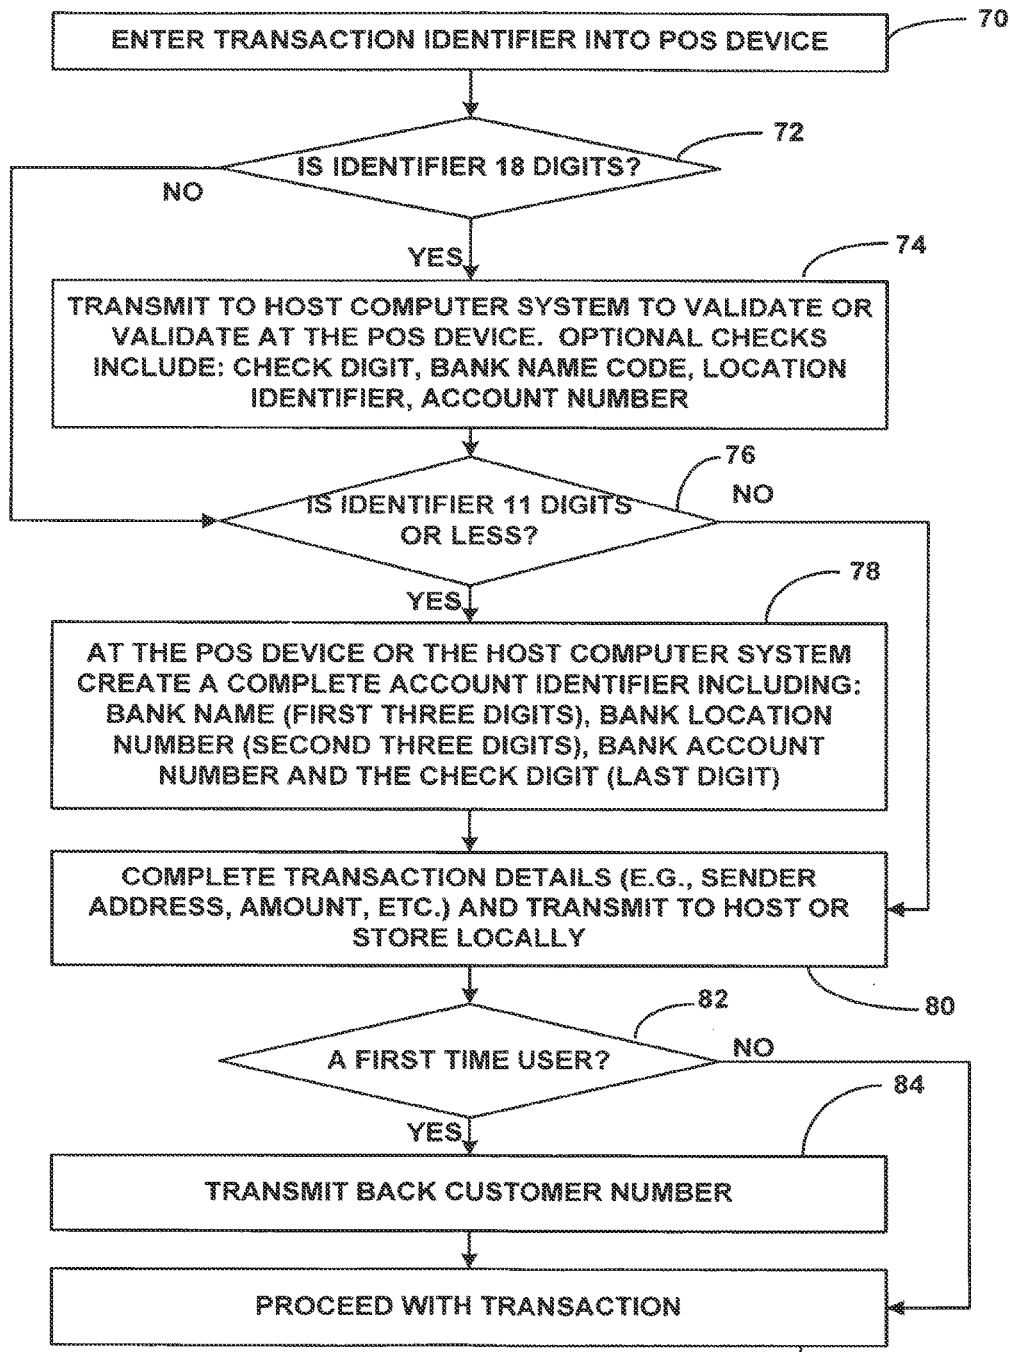 ENTER TRANSACTION IDENTIFIER INTO POS DEVICE
70
IS IDENTIFIER 18 DIGITS?
72
NO
YES
74
TRANSMIT TO HOST COMPUTER SYSTEM TO VALIDATE OR
VALIDATE AT THE POS DEVICE. OPTIONAL CHECKS
INCLUDE: CHECK DIGIT, BANK NAME CODE, LOCATION
IDENTIFIER, ACCOUNT NUMBER
76
IS IDENTIFIER 11 DIGITS
OR LESS?
NO
YES
78
AT THE POS DEVICE OR THE HOST COMPUTER SYSTEM
CREATE A COMPLETE ACCOUNT IDENTIFIER INCLUDING:
BANK NAME (FIRST THREE DIGITS), BANK LOCATION
NUMBER (SECOND THREE DIGITS), BANK ACCOUNT
NUMBER AND THE CHECK DIGIT (LAST DIGIT)
COMPLETE TRANSACTION DETAILS (E.G., SENDER
ADDRESS, AMOUNT, ETC.) AND TRANSMIT TO HOST OR
STORE LOCALLY
80
82
A FIRST TIME USER?
NO
YES
84
TRANSMIT BACK CUSTOMER NUMBER
PROCEED WITH TRANSACTION